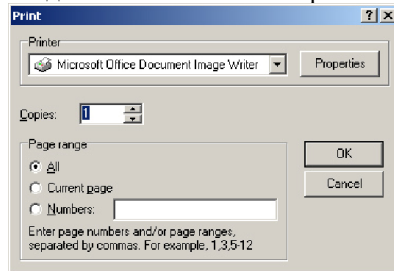 Print
Printer
Microsoft Office Document Image Writer
Properties
Copies:
1
Page range
All
Current page
Numbers:
Enter page numbers and/or page ranges,
separated by commas. For example, 1,3,5-12
OK
Cancel